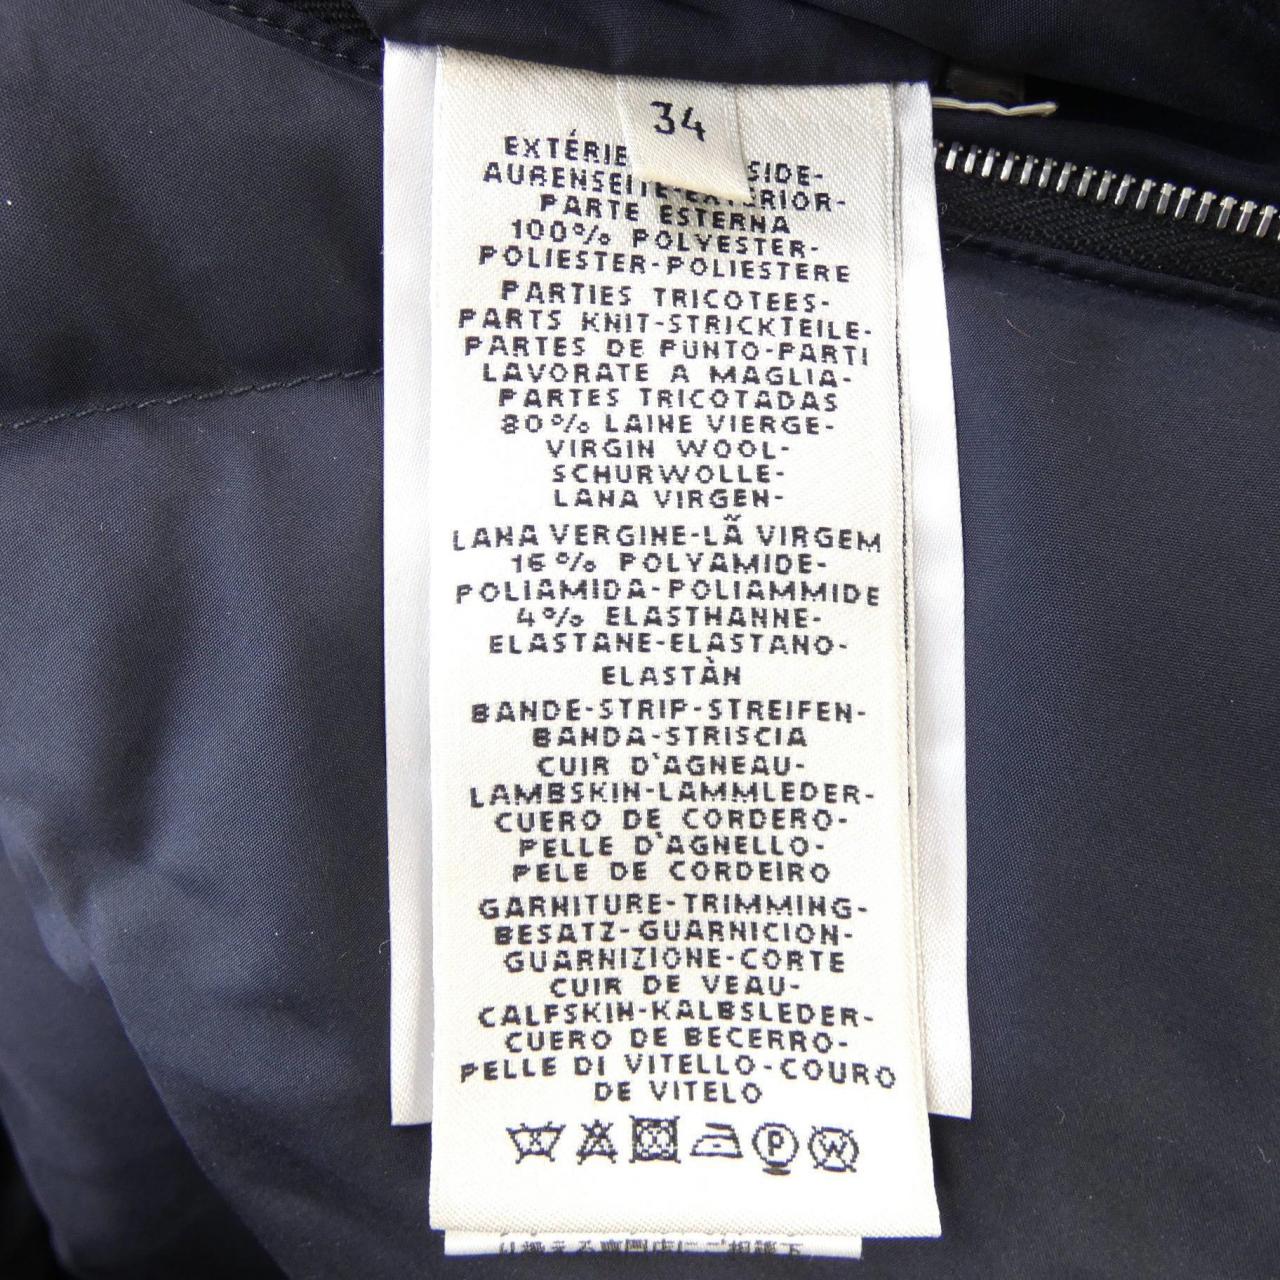 34
EXTÉRIE SIDE-
AUßENSEITE-EXTERIOR-
PARTE ESTERNA
100% POLYESTER-
POLIESTER-POLIESTERE
PARTIES TRICOTEES-
PARTS KNIT-STRICKTEILE-
PARTES DE PUNTO-PARTI
LAVORATE A MAGLIA-
PARTES TRICOTADAS
80% LAINE VIERGE-
VIRGIN WOOL-
SCHURWOLLE-
LANA VIRGEN-
LANA VERGINE-LÃ VIRGEM
16% POLYAMIDE-
POLIAMIDA-POLIAMMIDE
4% ELASTHANNE-
ELASTANE-ELASTANO-
ELASTÀN
BANDE-STRIP-STREIFEN-
BANDA-STRISCIA
CUIR D'AGNEAU-
LAMBSKIN-LAMMLEDER-
CUERO DE CORDERO-
PELLE D'AGNELLO-
PELE DE CORDEIRO
GARNITURE-TRIMMING-
BESATZ-GUARNICION-
GUARNIZIONE-CORTE
CUIR DE VEAU-
CALFSKIN-KALBSLEDER-
CUERO DE BECERRO-
PELLE DI VITELLO-COURO
DE VITELO
P W